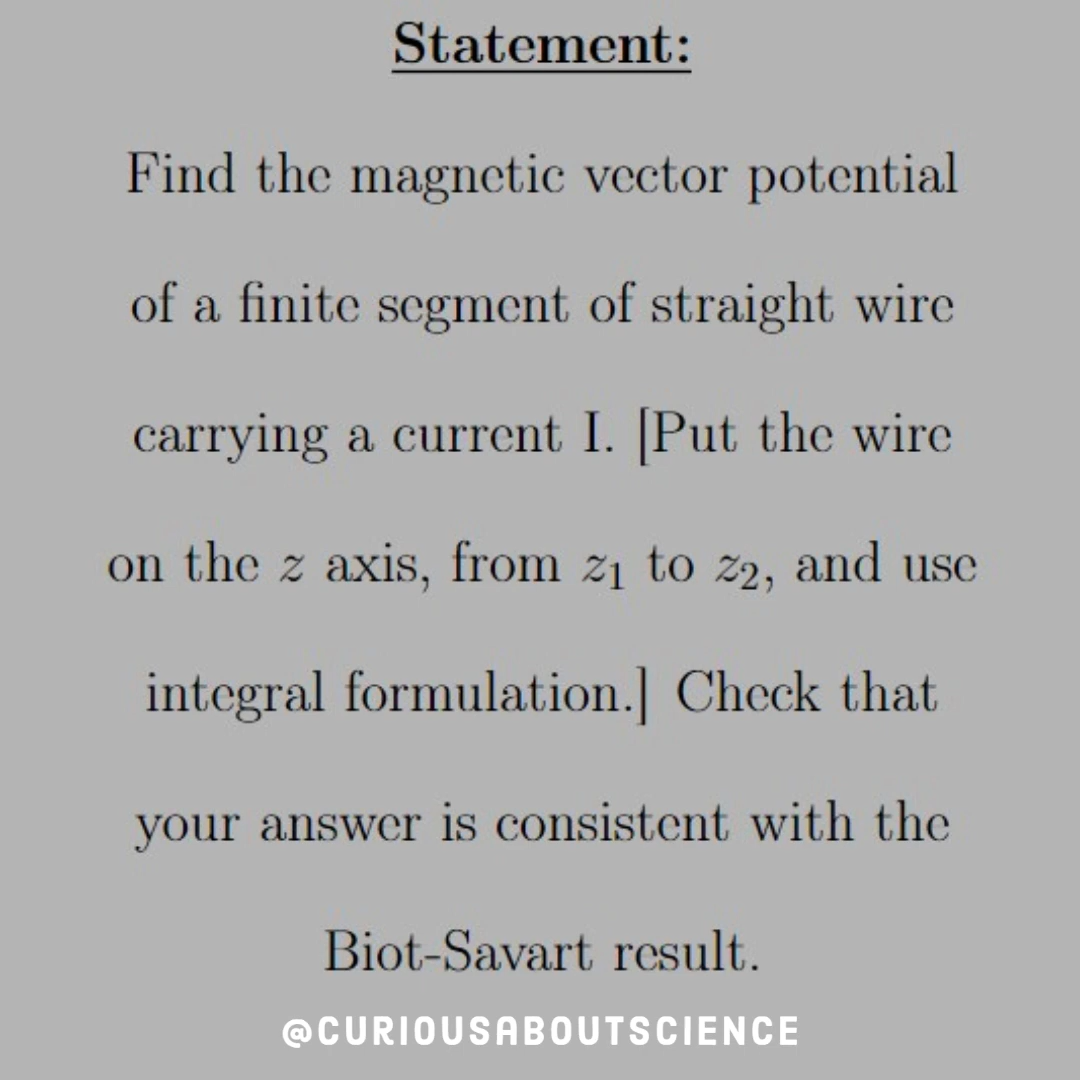 Statement:
Find the magnetic vector potential
of a finite segment of straight wire
carrying a current I. [Put the wire
on the z axis, from z₁ to z₂, and use
integral formulation.] Check that
your answer is consistent with the
Biot-Savart result.
@CURIOUSABOUTSCIENCE